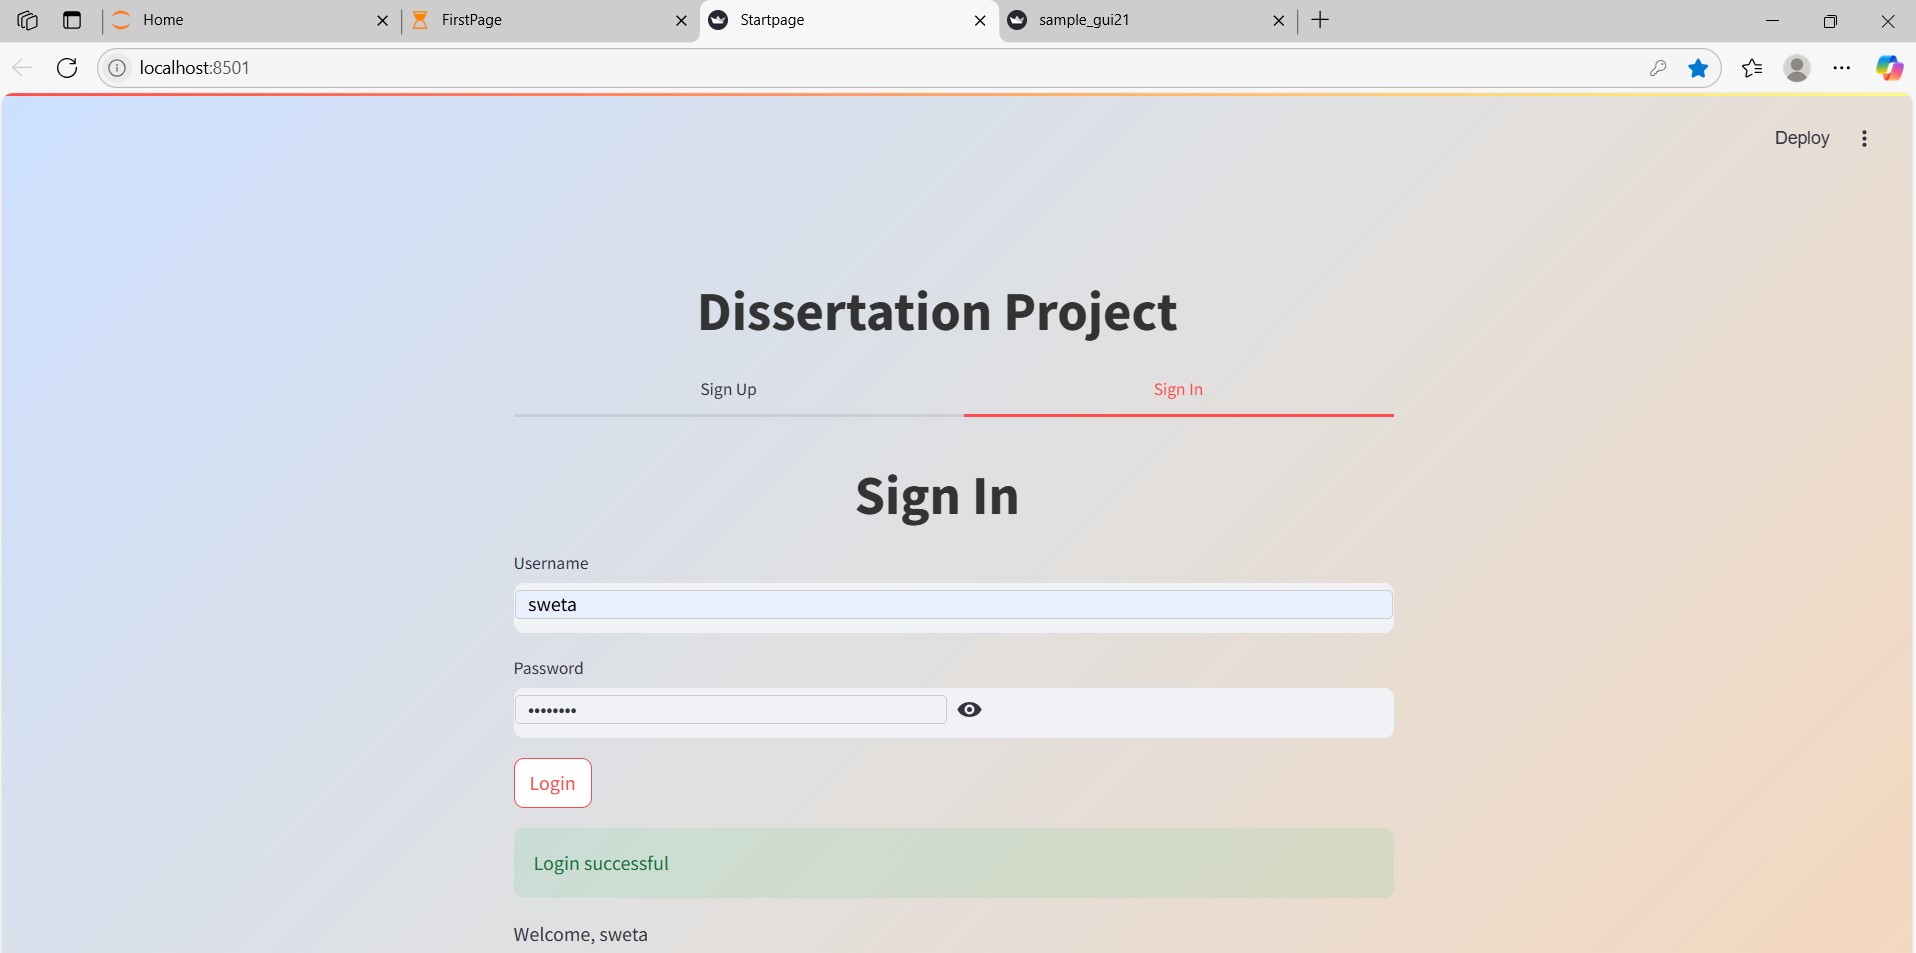 Home
FirstPage
Startpage
sample_gui21
localhost:8501
Deploy
Dissertation Project
Sign Up
Sign In
Sign In
Username
sweta
Password
••••••••
Login
Login successful
Welcome, sweta